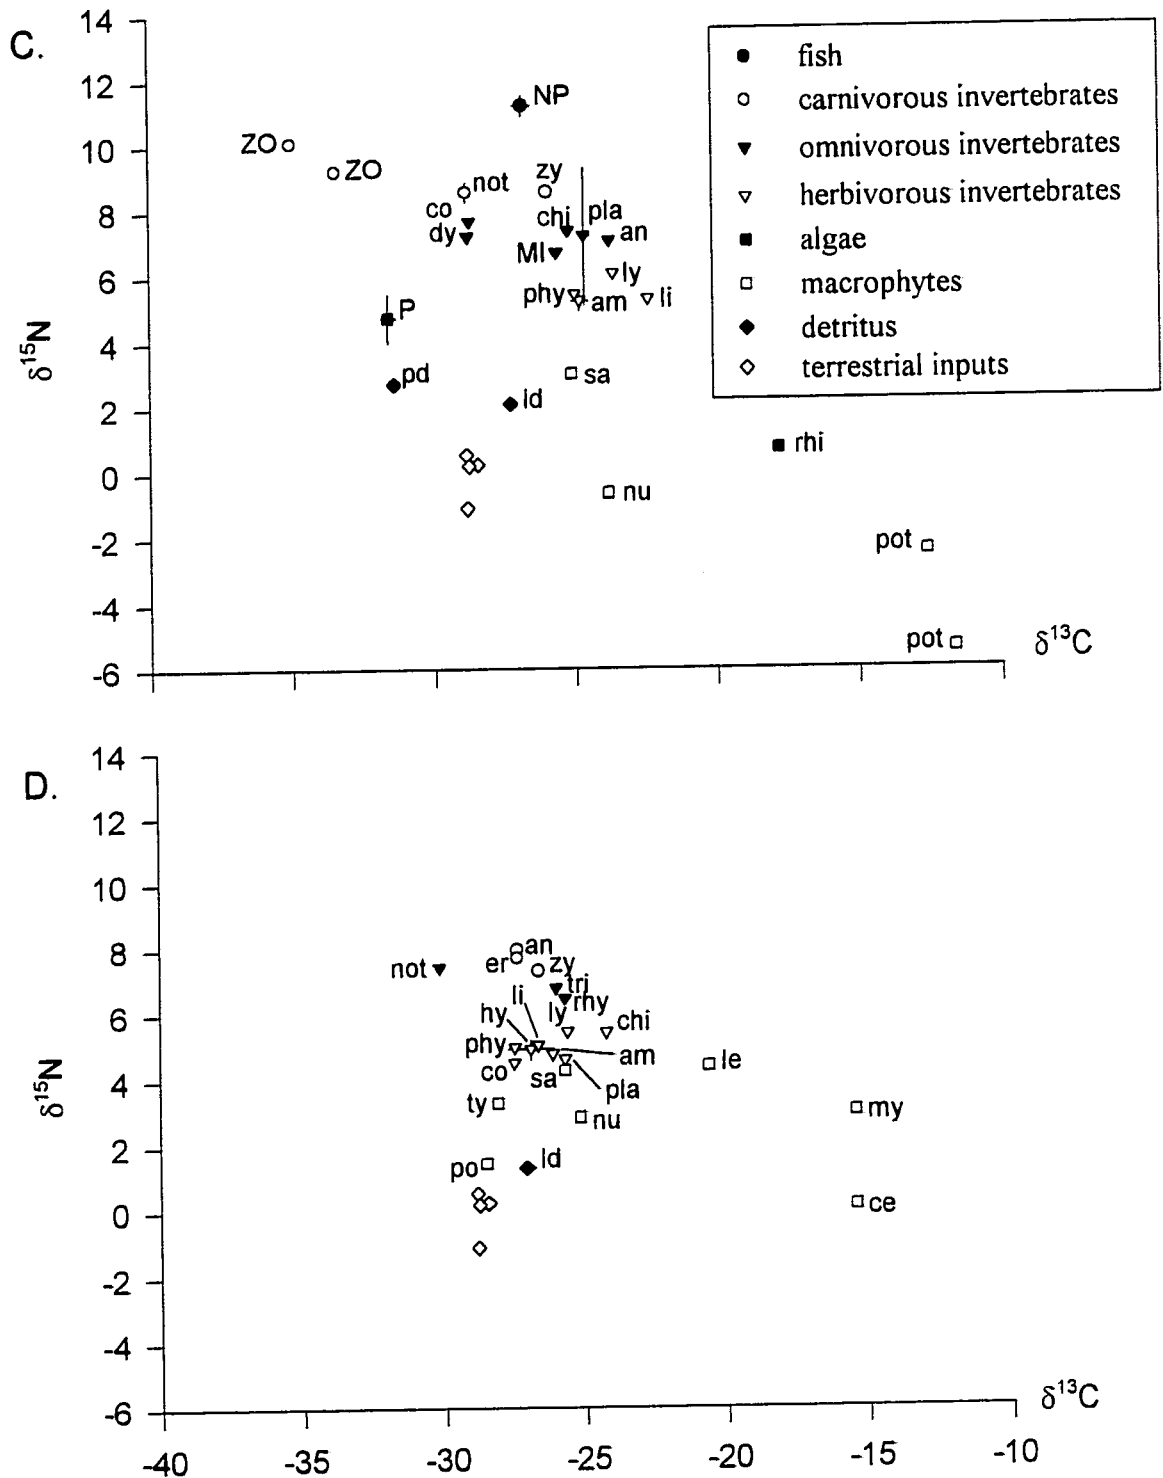 C.
14
12
10
8
6
4
2
0
-2
-4
-6
δ¹⁵N
fish
carnivorous invertebrates
omnivorous invertebrates
herbivorous invertebrates
algae
macrophytes
detritus
terrestrial inputs
NP
ZO
ZO
not
zy
co
chi
pla
dy
an
MI
ly
phy
am
li
P
pd
sa
ld
rhi
nu
pot
pot
δ¹³C
D.
14
12
10
8
6
4
2
0
-2
-4
-6
δ¹⁵N
an
not
er
zy
tri
li
ly
rhy
hy
chi
phy
am
le
co
sa
pla
ty
nu
my
po
ld
ce
δ¹³C
-40
-35
-30
-25
-20
-15
-10